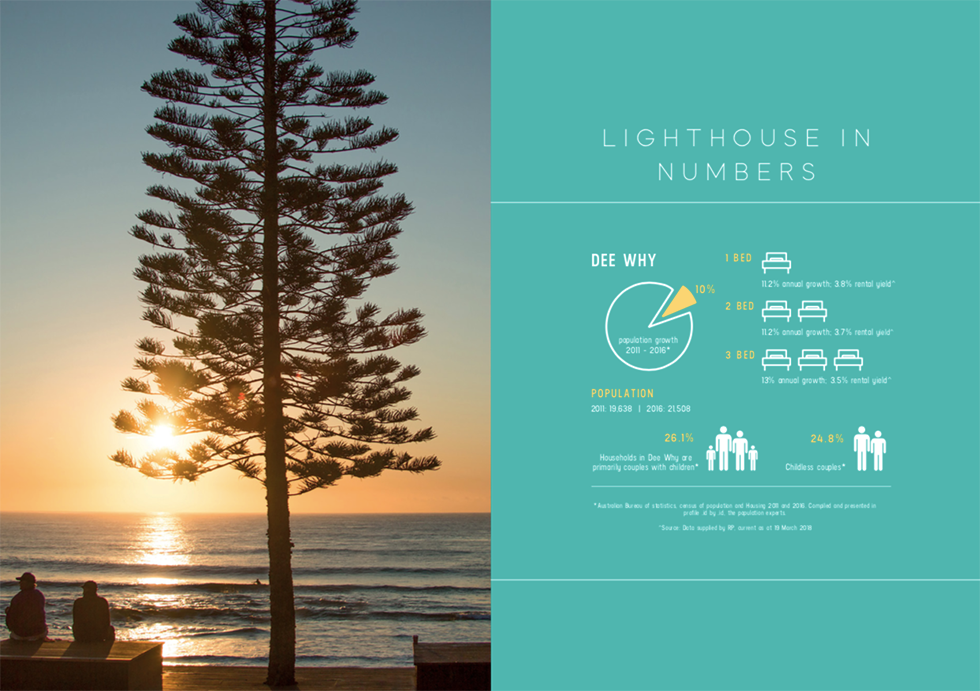 LIGHTHOUSE IN
NUMBERS
DEE WHY
10%
population growth
2011 - 2016*
POPULATION
2011: 19,638 | 2016: 21,508
1 BED
11.2% annual growth; 3.8% rental yield^
2 BED
11.2% annual growth; 3.7% rental yield^
3 BED
13% annual growth; 3.5% rental yield^
26.1%
Households in Dee Why are
primarily couples with children*
24.8%
Childless couples*
*Australian Bureau of statistics, census of population and Housing 2011 and 2016. Compiled and presented in
profile .id by .id, the population experts.
^Source: Data supplied by RP, current as of 19 March 2018